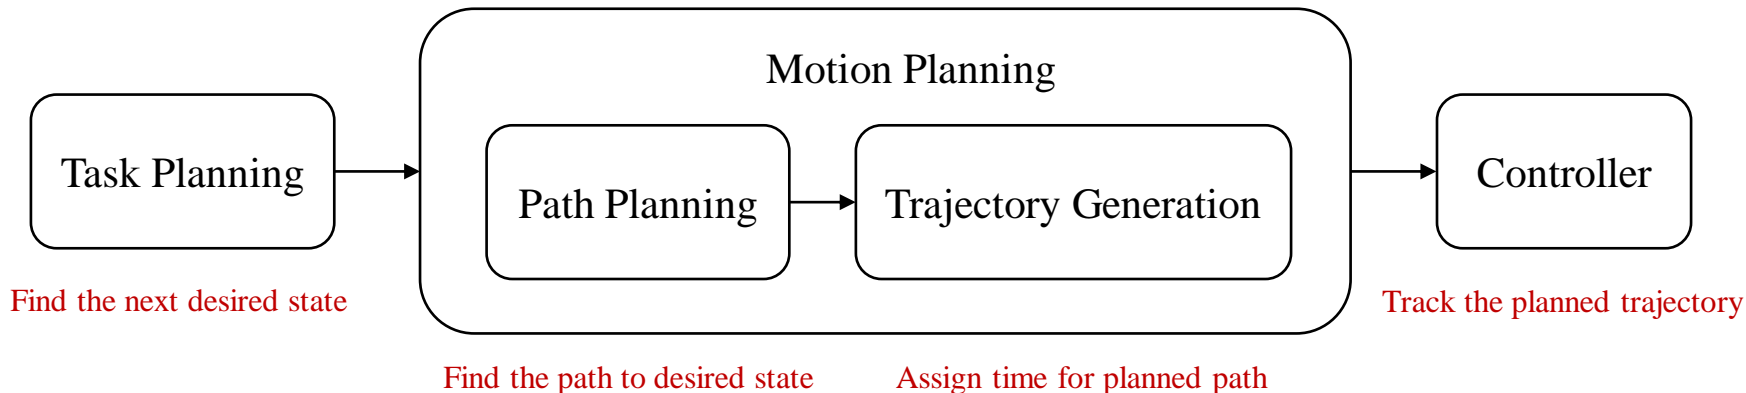 Motion Planning
Task Planning
Path Planning
Trajectory Generation
Controller
Find the next desired state
Track the planned trajectory
Find the path to desired state
Assign time for planned path